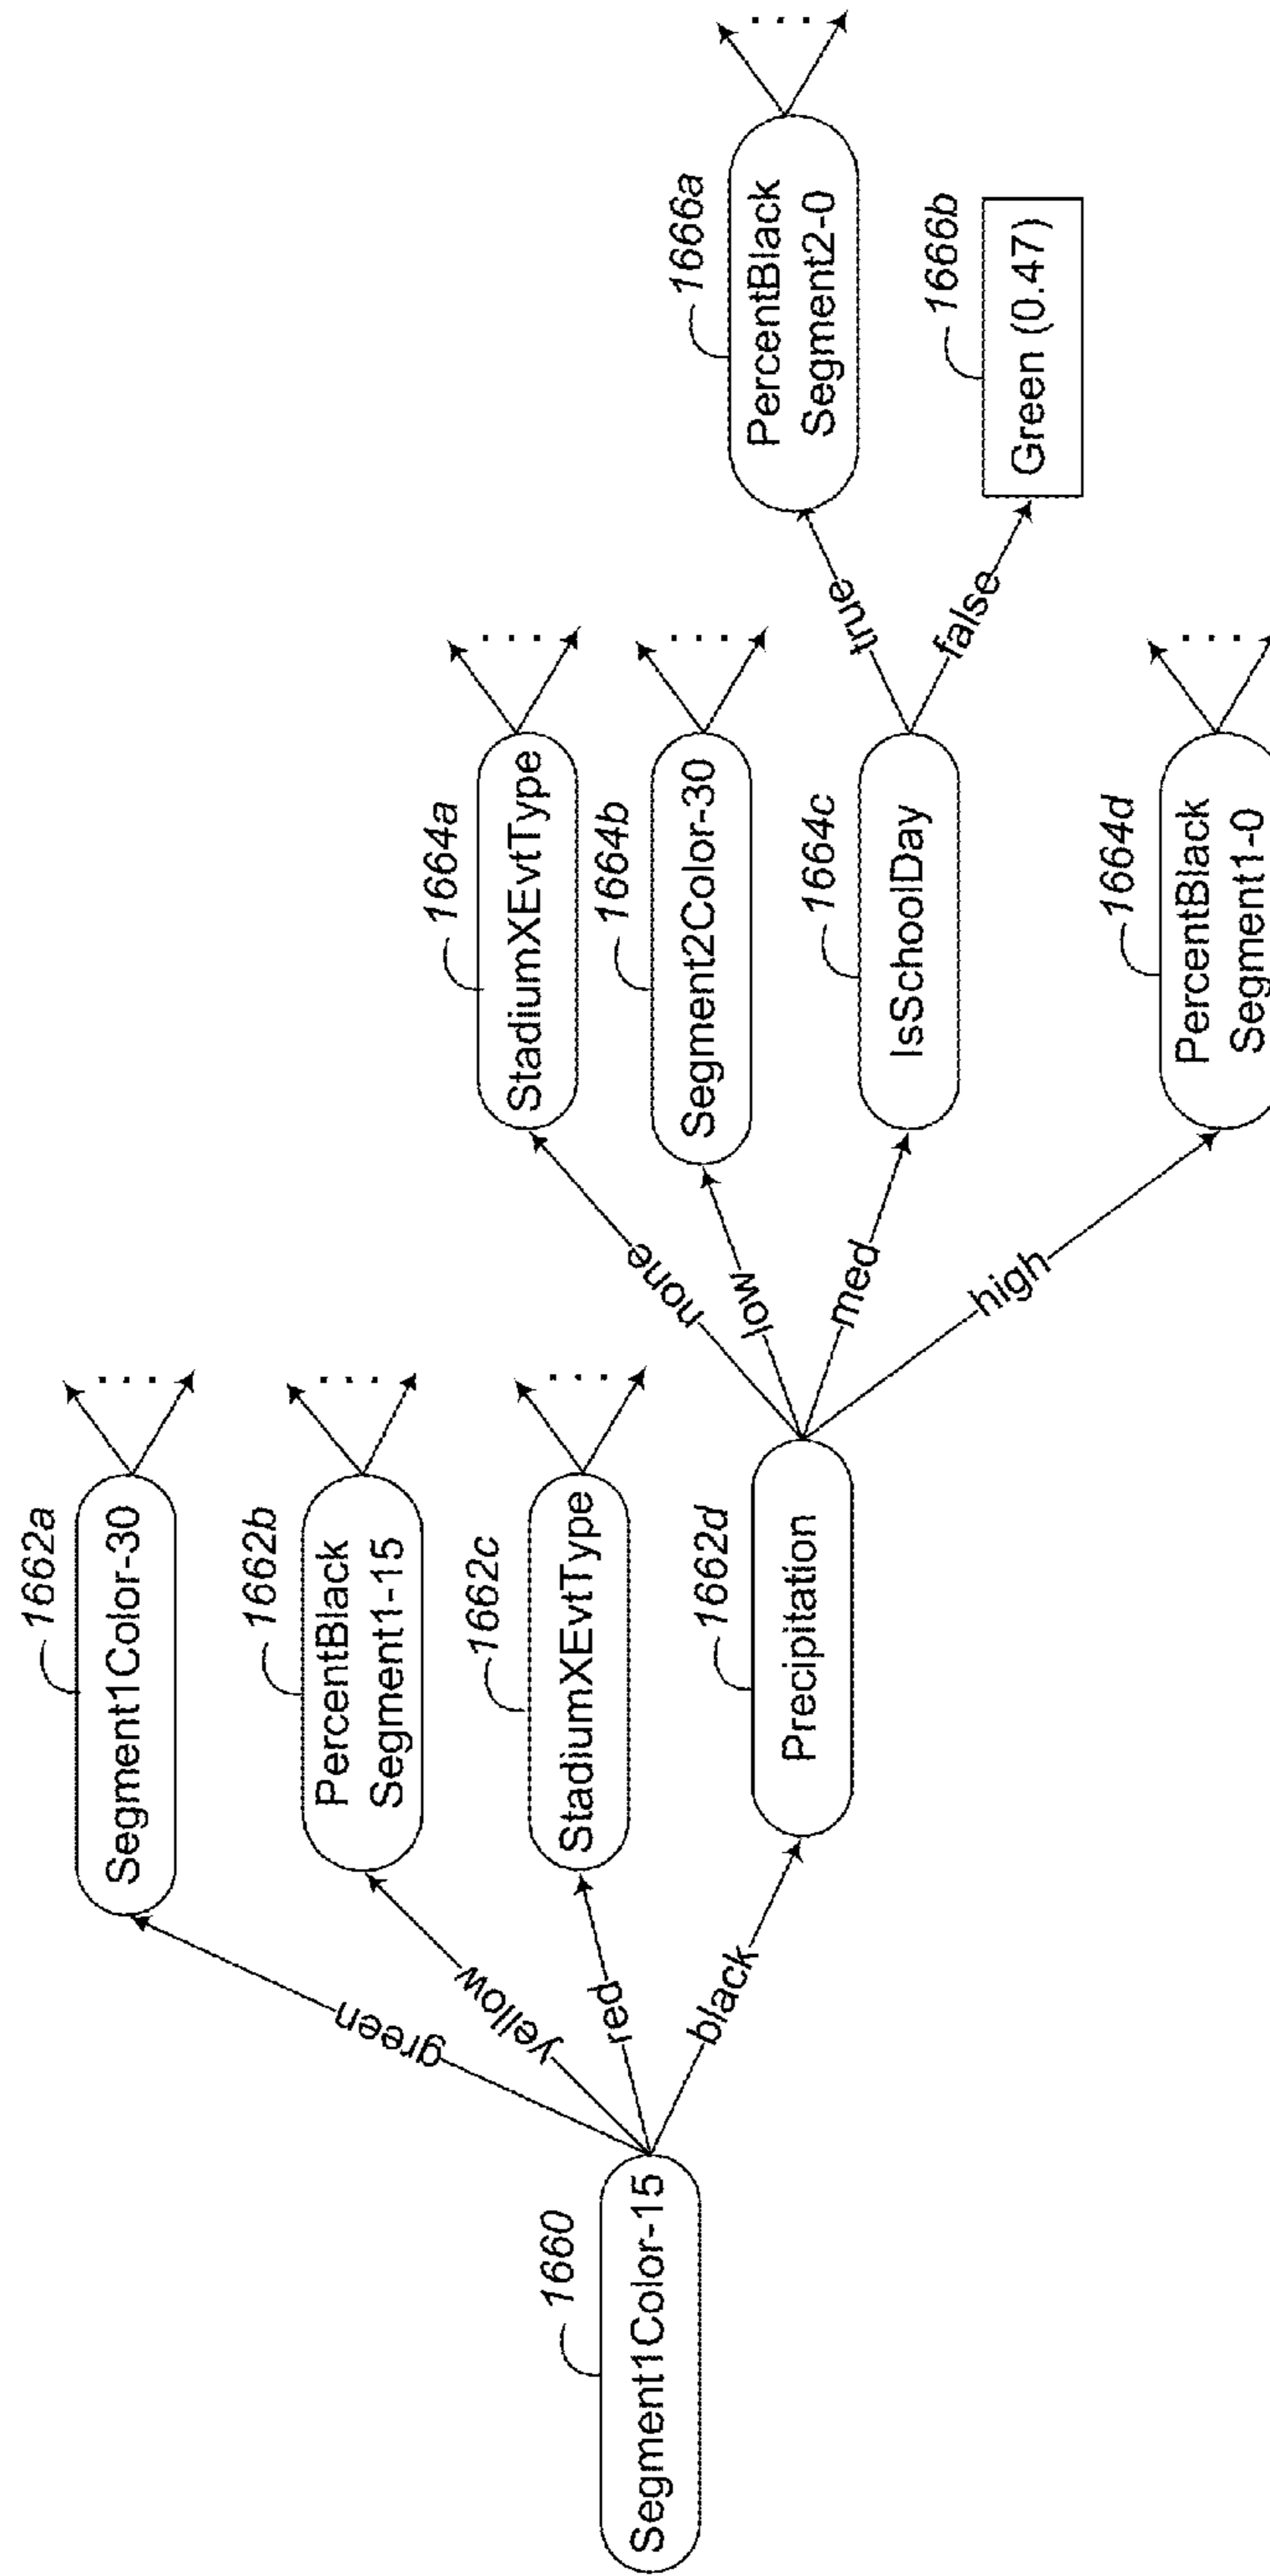 1660
Segment1Color-15
green
yellow
red
black
1662a
Segment1Color-30
. . .
1662b
PercentBlack
Segment1-15
. . .
1662c
StadiumXEvtType
. . .
1662d
Precipitation
none
low
med
high
1664a
StadiumXEvtType
. . .
1664b
Segment2Color-30
. . .
1664c
IsSchoolDay
true
false
1664d
PercentBlack
Segment1-0
. . .
1666a
PercentBlack
Segment2-0
. . .
1666b
Green (0.47)